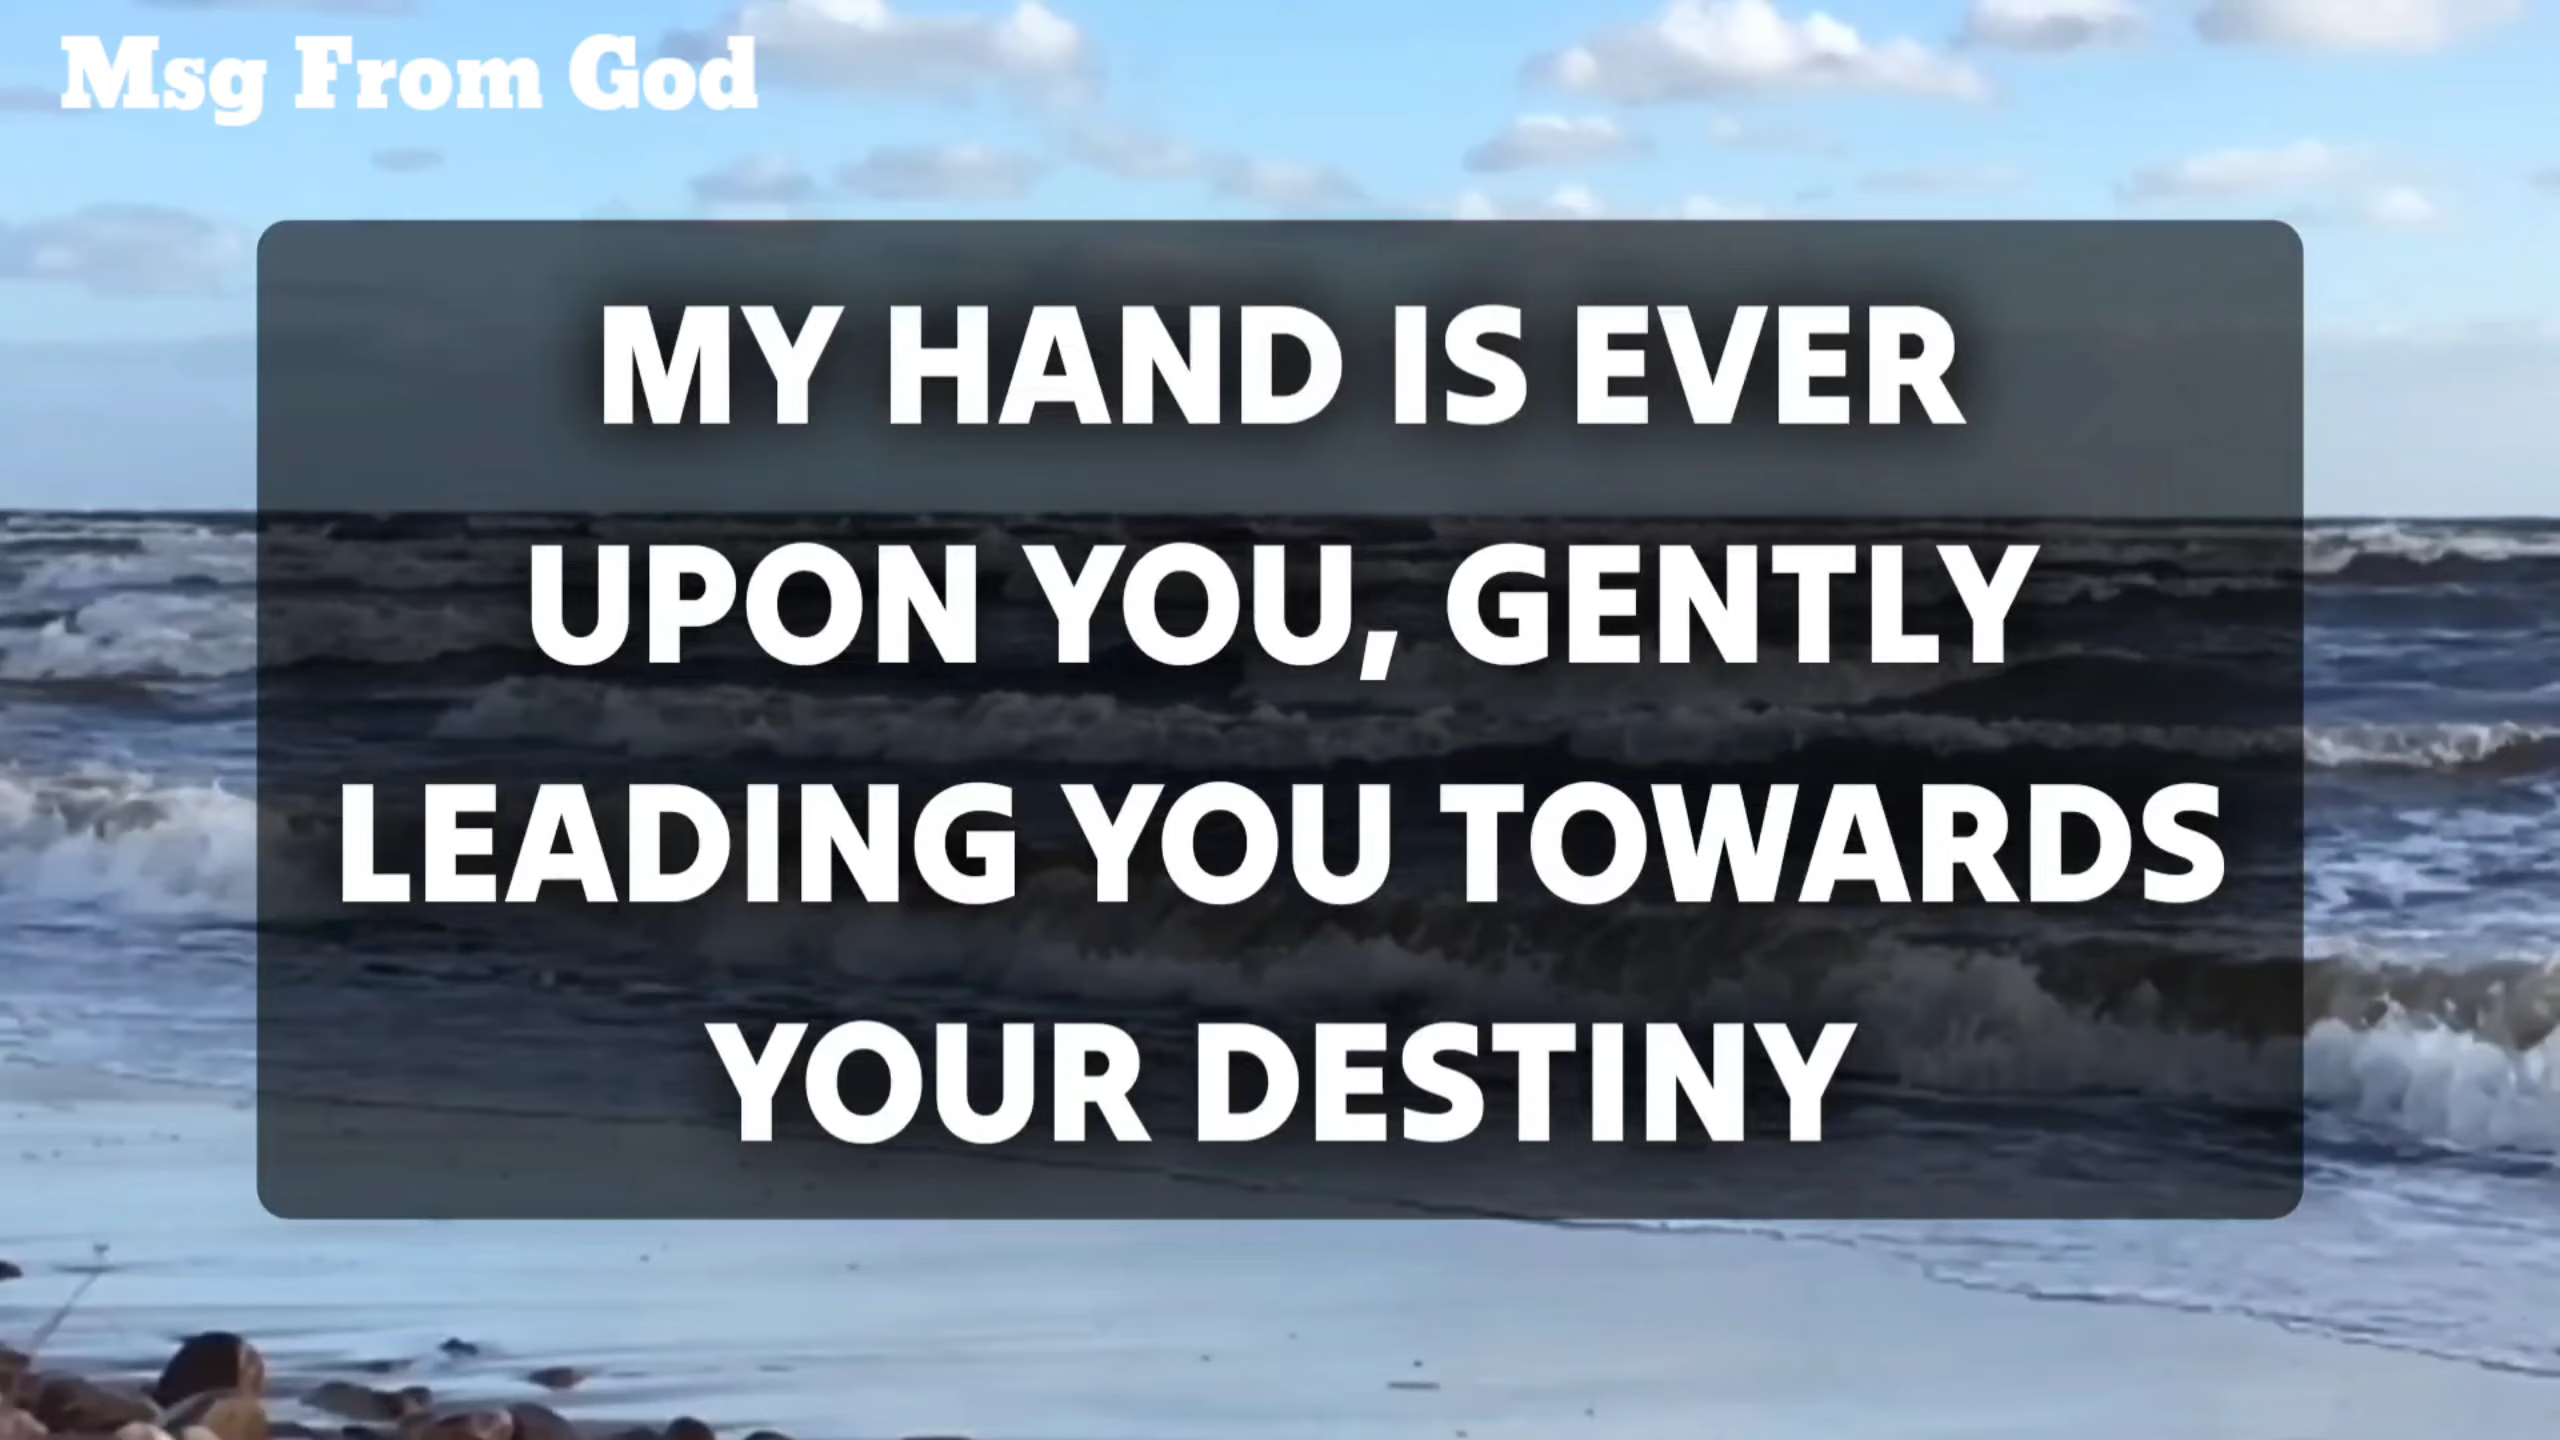 Msg From God
MY HAND IS EVER
UPON YOU, GENTLY
LEADING YOU TOWARDS
YOUR DESTINY